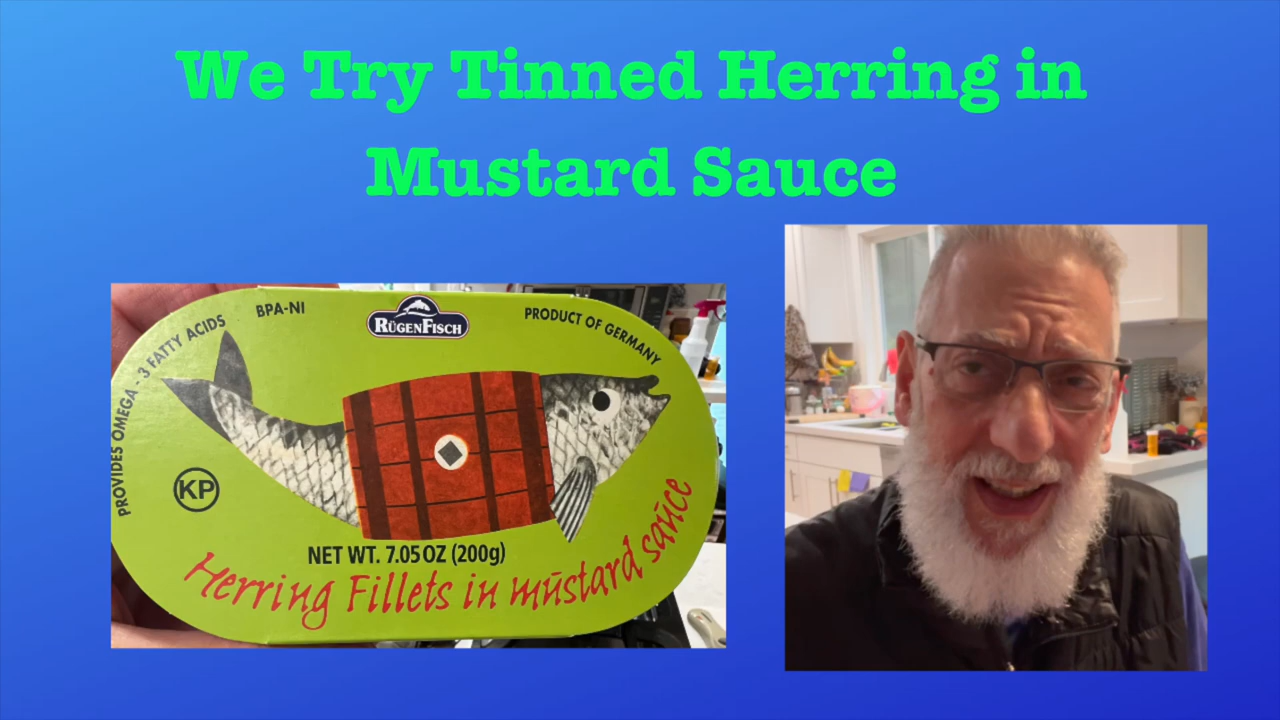 We Try Tinned Herring in
Mustard Sauce
PROVIDES OMEGA - 3 FATTY ACIDS
BPA-NI
RÜGENFISCH
PRODUCT OF GERMANY
KP
NET WT. 7.05 OZ (200g)
Herring Fillets in mustard sauce